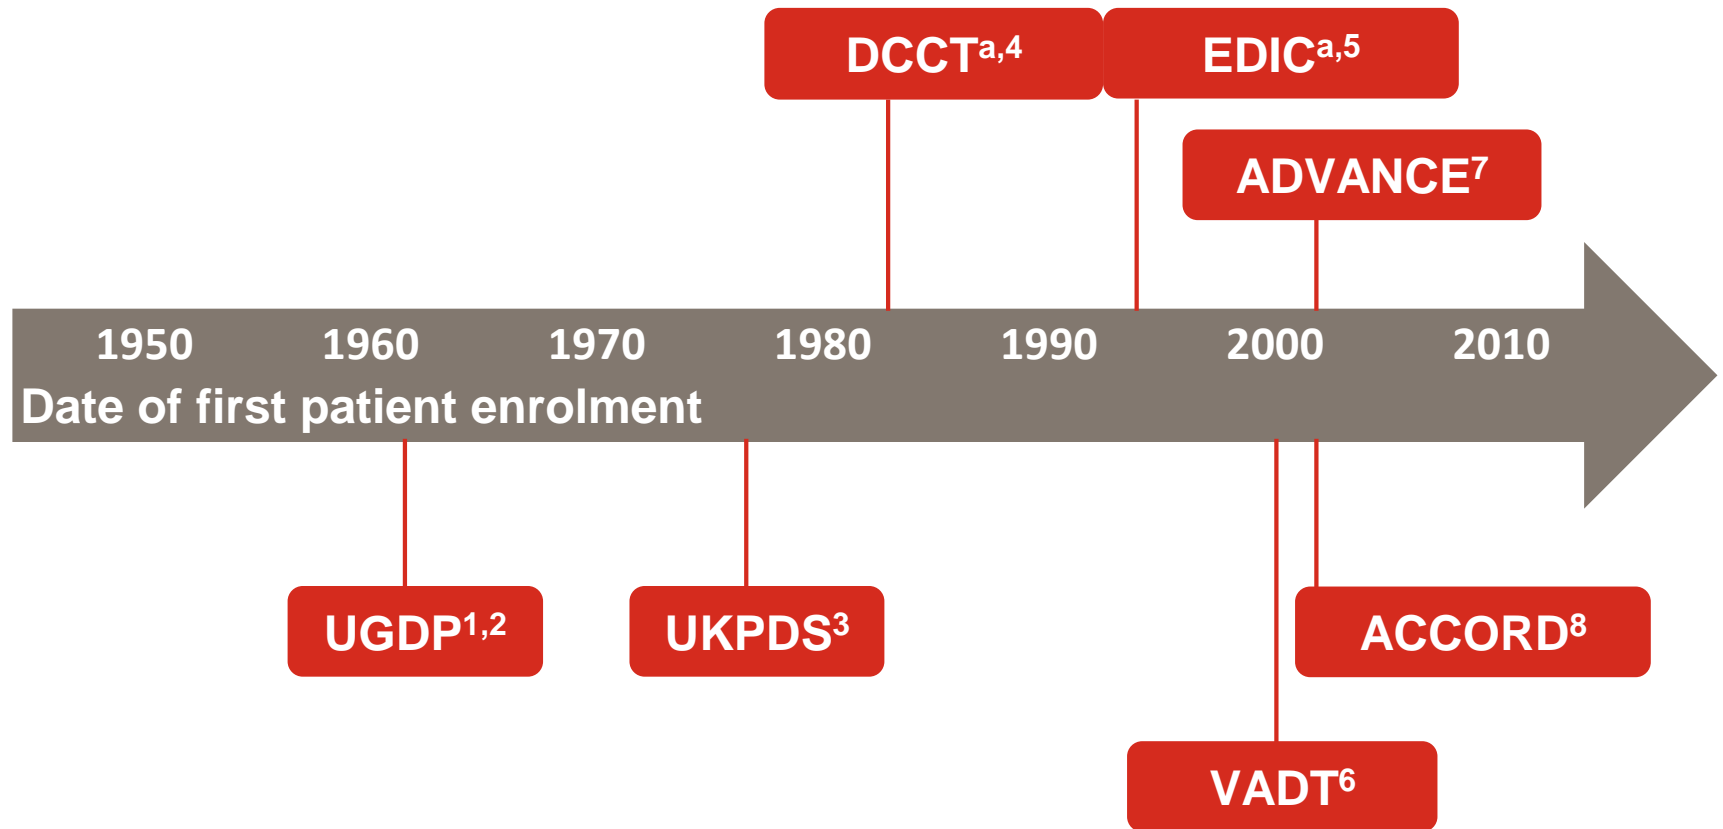 DCCTa,4
EDICa,5
ADVANCE7
1950 1960 1970 1980 1990 2000 2010
Date of first patient enrolment
UGDP1,2
UKPDS3
ACCORD8
VADT6